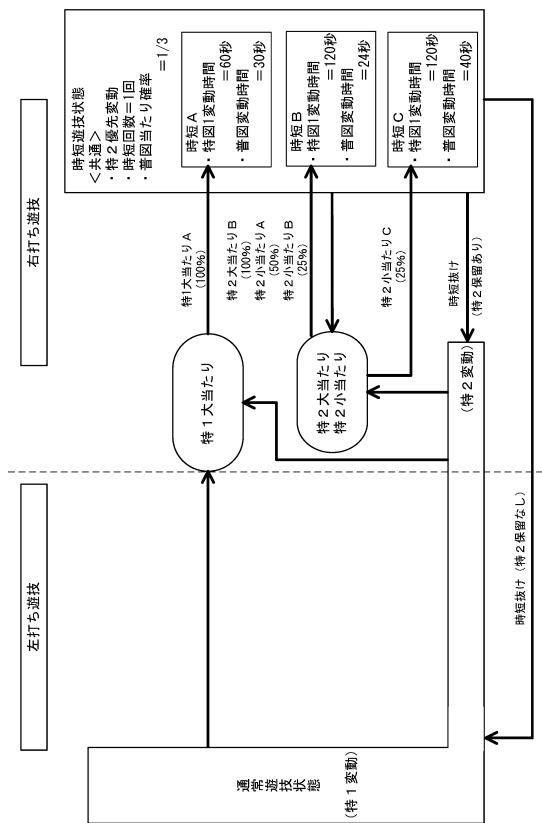 左打ち遊技
右打ち遊技
通常遊技状態
(特1変動)
特1大当たり
特2大当たり
特2小当たり
(特2変動)
特1大当たりA
(100%)
特2大当たりB
(100%)
特2小当たりA
(50%)
特2小当たりB
(25%)
特2小当たりC
(25%)
時短抜け
(特2保留あり)
時短抜け(特2保留なし)
時短遊技状態
<共通>
・特2優先変動
・時短回数=1回
・普図当たり確率
=1/3
時短A
・特図1変動時間
=60秒
・普図変動時間
=30秒
時短B
・特図1変動時間
=120秒
・普図変動時間
=24秒
時短C
・特図1変動時間
=120秒
・普図変動時間
=40秒